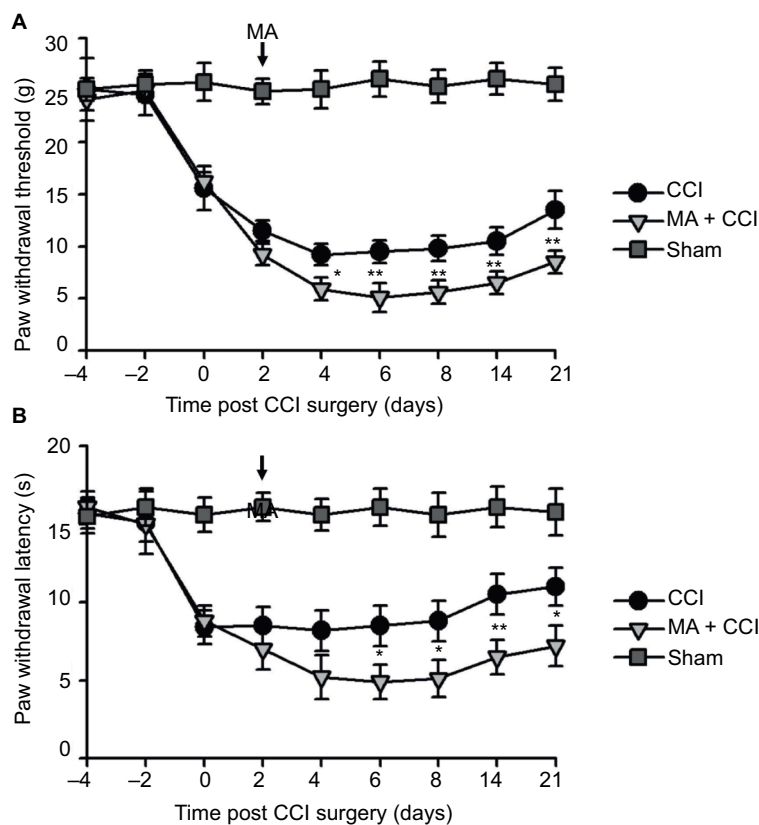 A
MA
30
25
20
15
10
5
0
Paw withdrawal threshold (g)
* ** ** ** **
–4 –2 0 2 4 6 8 14 21
Time post CCI surgery (days)
CCI
MA + CCI
Sham
B
MA
20
15
10
5
0
Paw withdrawal latency (s)
* * ** *
–4 –2 0 2 4 6 8 14 21
Time post CCI surgery (days)
CCI
MA + CCI
Sham